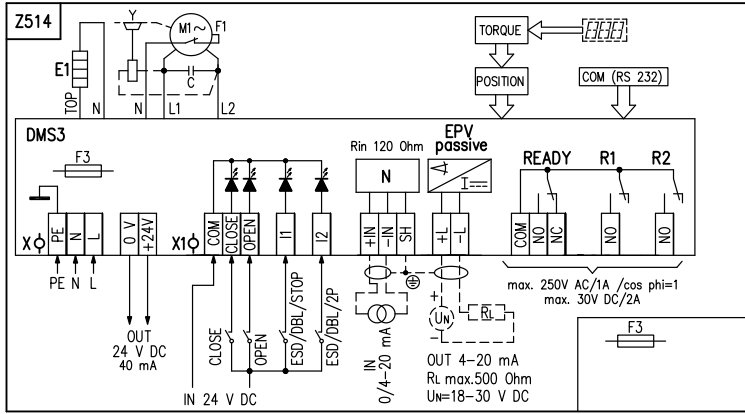 Z514
Y
M1~
F1
E1
C
TOP
N
N
L1
L2
TORQUE
POSITION
COM (RS 232)
DMS3
F3
Rin 120 Ohm
N
EPV
passive
I
READY
R1
R2
X
PE
N
L
0 V
+24V
X1
COM
CLOSE
OPEN
I1
I2
+IN
-IN
SH
+L
-L
COM
NO
NC
NO
NO
PE N L
OUT
24 V DC
40 mA
CLOSE
OPEN
ESD/DBL/STOP
ESD/DBL/2P
IN 24 V DC
IN
0/4-20 mA
+
UN
-
RL
OUT 4-20 mA
RL max.500 Ohm
UN=18-30 V DC
max. 250V AC/1A /cos phi=1
max. 30V DC/2A
F3